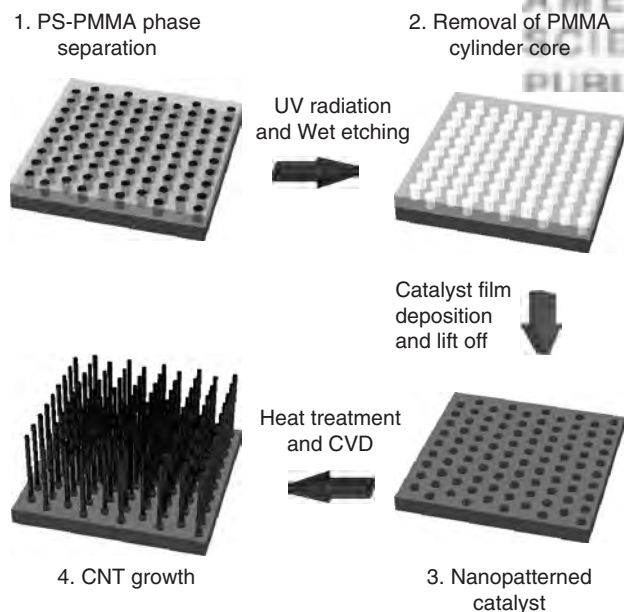 1. PS-PMMA phase
separation
2. Removal of PMMA
cylinder core
UV radiation
and Wet etching
Catalyst film
deposition
and lift off
Heat treatment
and CVD
4. CNT growth
3. Nanopatterned
catalyst